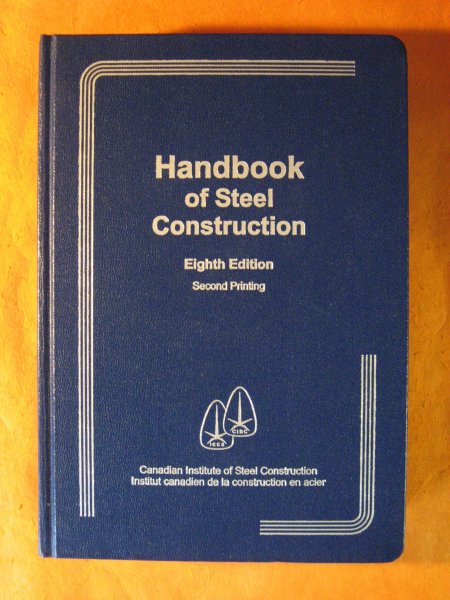 Handbook
of Steel
Construction
Eighth Edition
Second Printing
ICCA CISC
Canadian Institute of Steel Construction
Institut canadien de la construction en acier